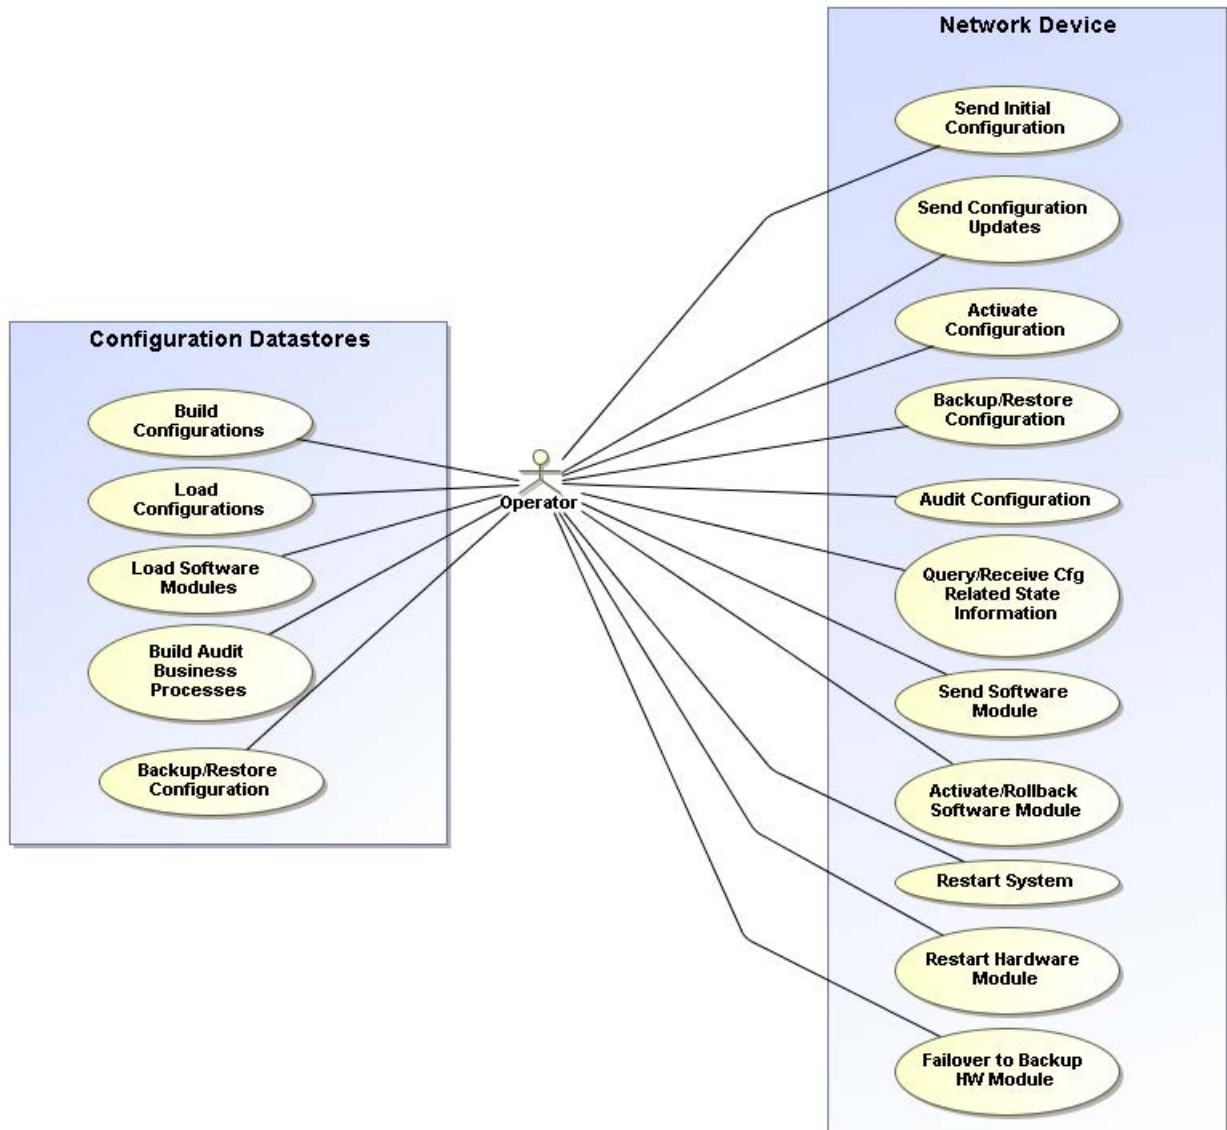 Network Device
Send Initial
Configuration
Send Configuration
Updates
Activate
Configuration
Backup/Restore
Configuration
Audit Configuration
Query/Receive Cfg
Related State
Information
Send Software
Module
Activate/Rollback
Software Module
Restart System
Restart Hardware
Module
Failover to Backup
HW Module
Configuration Datastores
Build
Configurations
Load
Configurations
Load Software
Modules
Build Audit
Business
Processes
Backup/Restore
Configuration
Operator